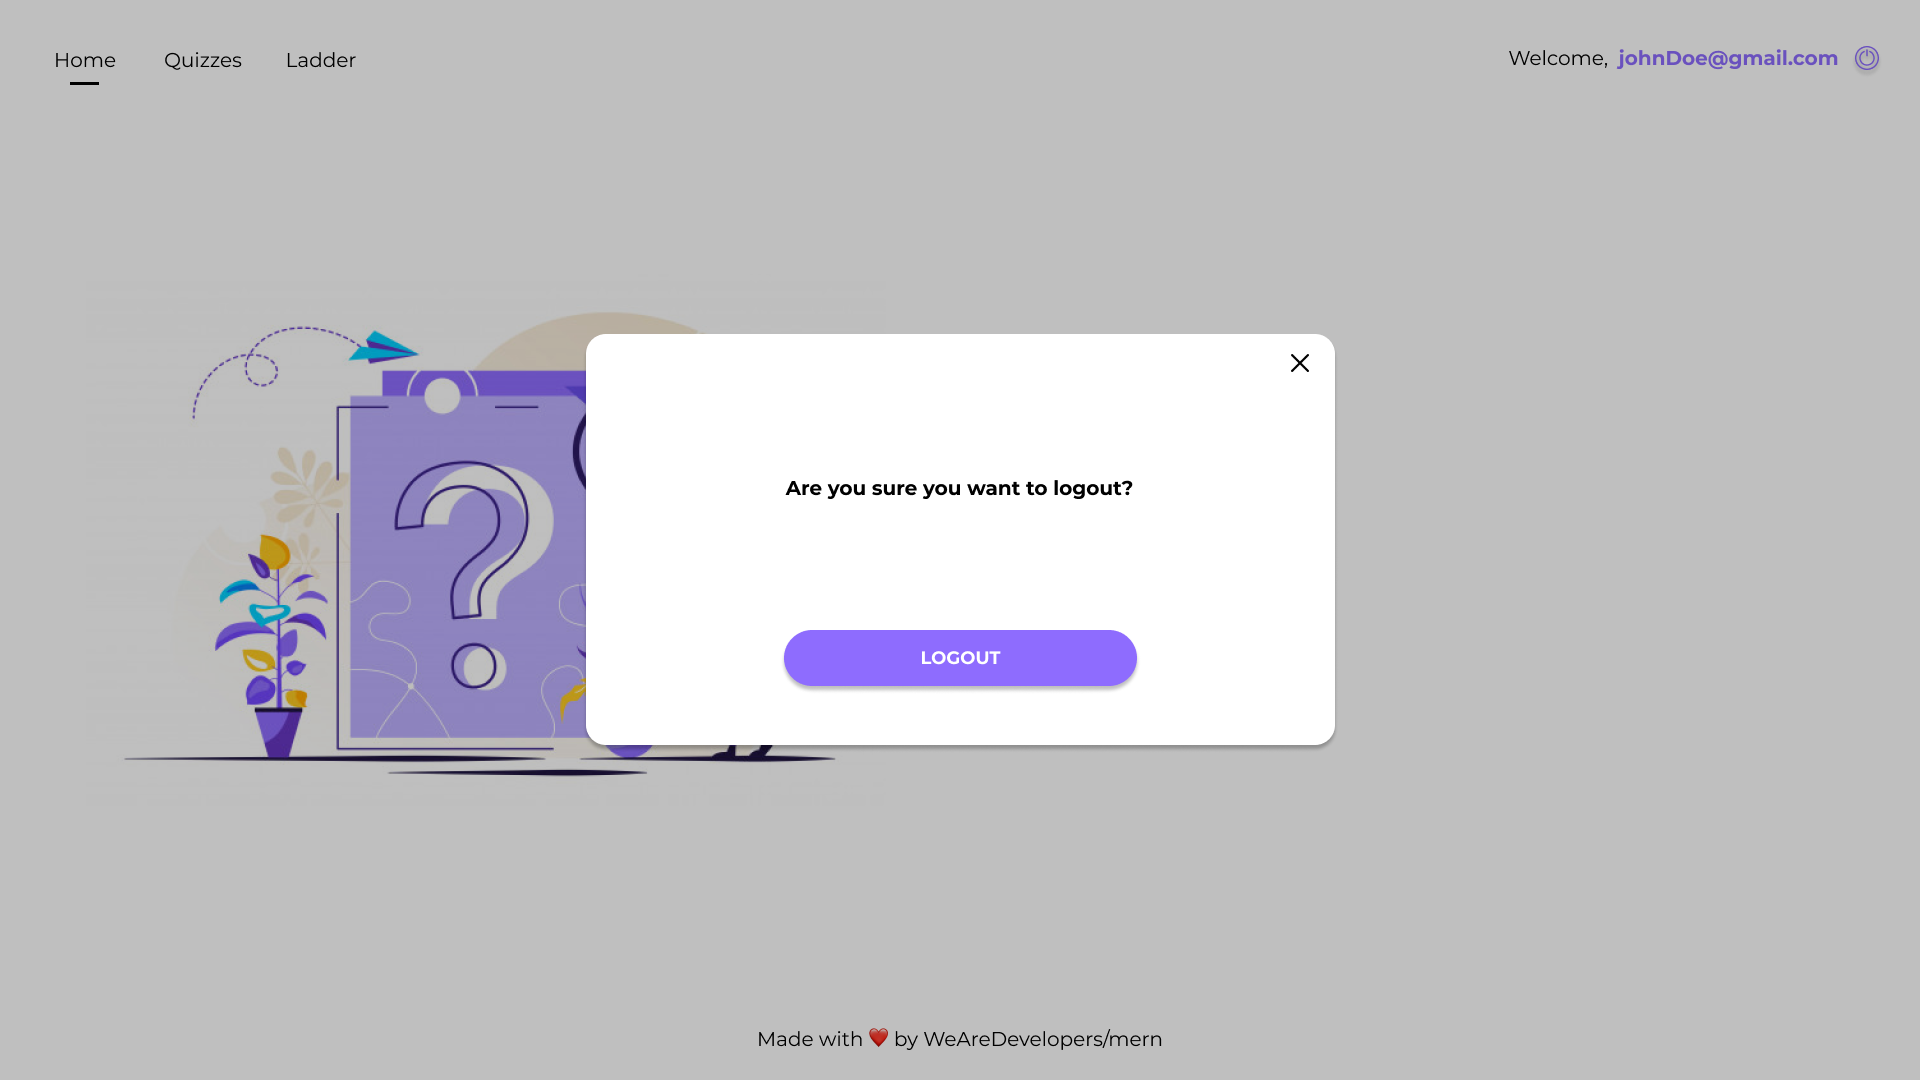 Home Quizzes Ladder
Welcome, johnDoe@gmail.com
?
Are you sure you want to logout?
LOGOUT
Made with ❤️ by WeAreDevelopers/mern